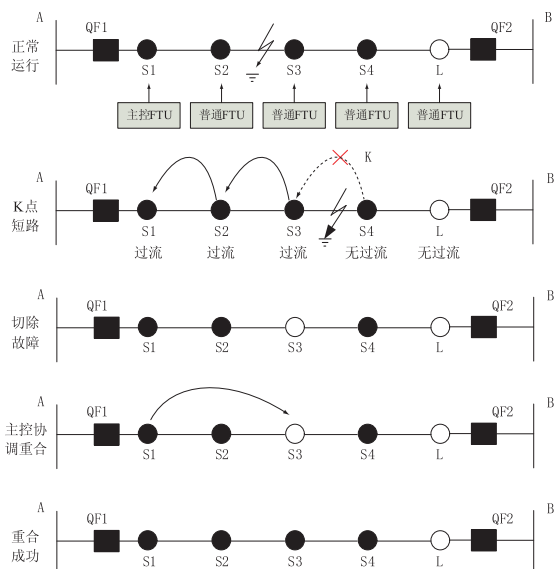 A
B
QF1
QF2
正常
运行
S1
S2
S3
S4
L
主控FTU
普通FTU
普通FTU
普通FTU
普通FTU
A
B
K
QF1
QF2
K点
短路
S1
S2
S3
S4
L
过流
过流
过流
无过流
无过流
A
B
QF1
QF2
切除
故障
S1
S2
S3
S4
L
A
B
QF1
QF2
主控协
调重合
S1
S2
S3
S4
L
A
B
QF1
QF2
重合
成功
S1
S2
S3
S4
L